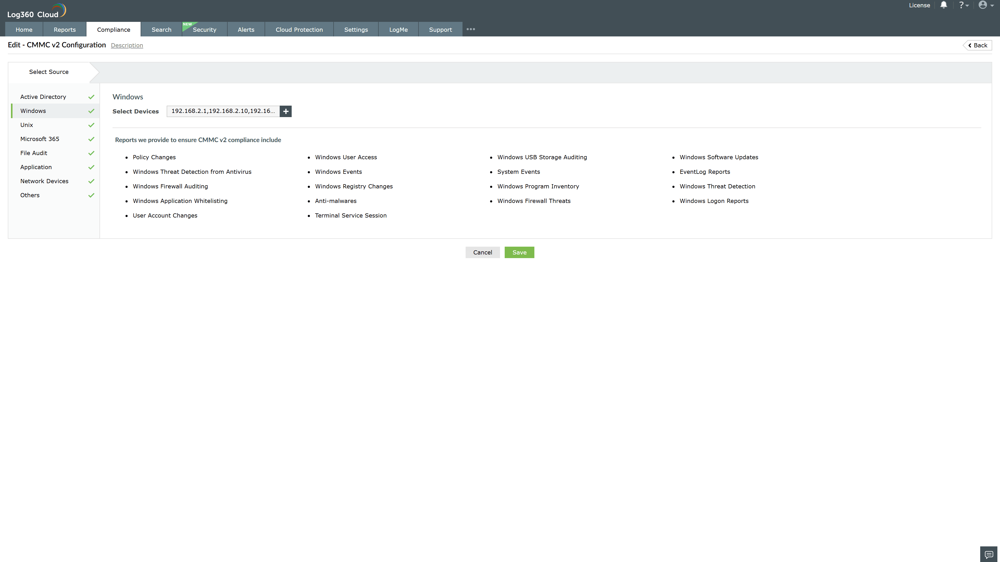 License
?
Log360 Cloud
Home Reports Compliance Search NEW Security Alerts Cloud Protection Settings LogMe Support
Edit - CMMC v2 Configuration Description
Back
Select Source
Active Directory
Windows
Unix
Microsoft 365
File Audit
Application
Network Devices
Others
Windows
Select Devices 192.168.2.1,192.168.2.10,192.16...
Reports we provide to ensure CMMC v2 compliance include
Policy Changes Windows User Access Windows USB Storage Auditing Windows Software Updates
Windows Threat Detection from Antivirus Windows Events System Events EventLog Reports
Windows Firewall Auditing Windows Registry Changes Windows Program Inventory Windows Threat Detection
Windows Application Whitelisting Anti-malwares Windows Firewall Threats Windows Logon Reports
User Account Changes Terminal Service Session
Cancel Save